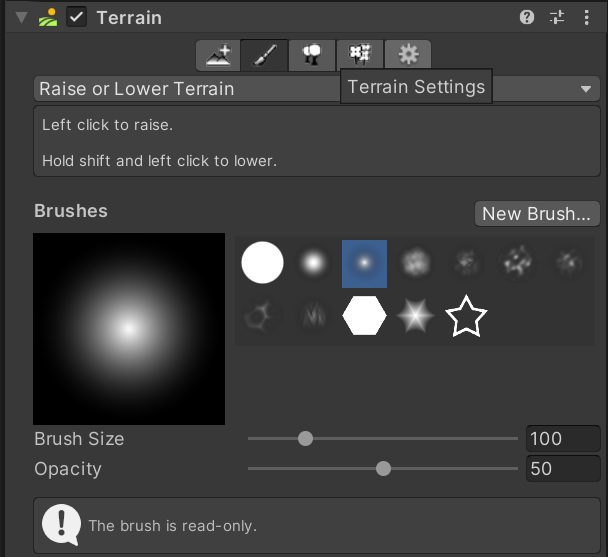 Terrain
Raise or Lower Terrain
Terrain Settings
Left click to raise.
Hold shift and left click to lower.
Brushes
New Brush...
Brush Size
100
Opacity
50
The brush is read-only.